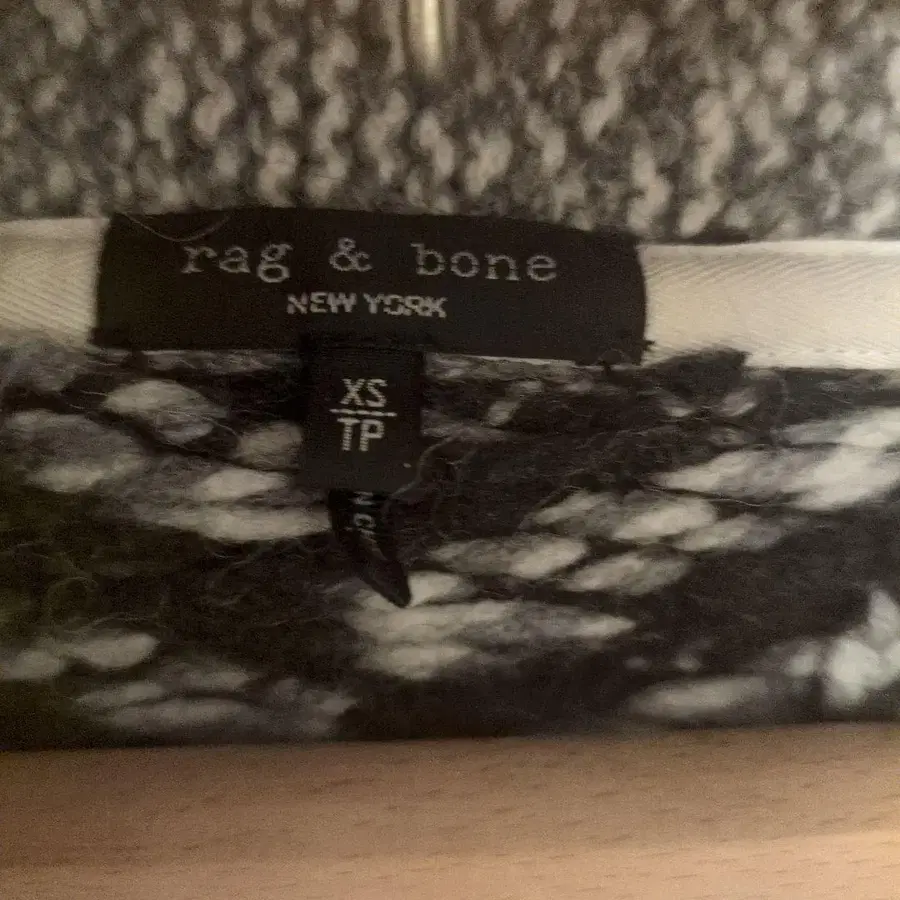 rag & bone
NEW YORK
XS
TP